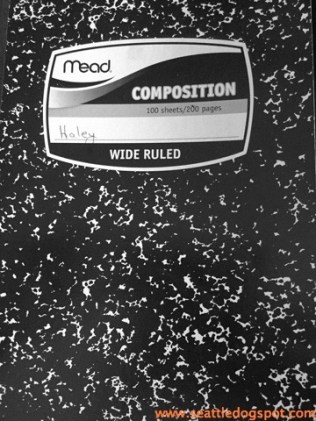 Mead
COMPOSITION
100 sheets/200 pages
Haley
WIDE RULED
www.seattledogspot.com